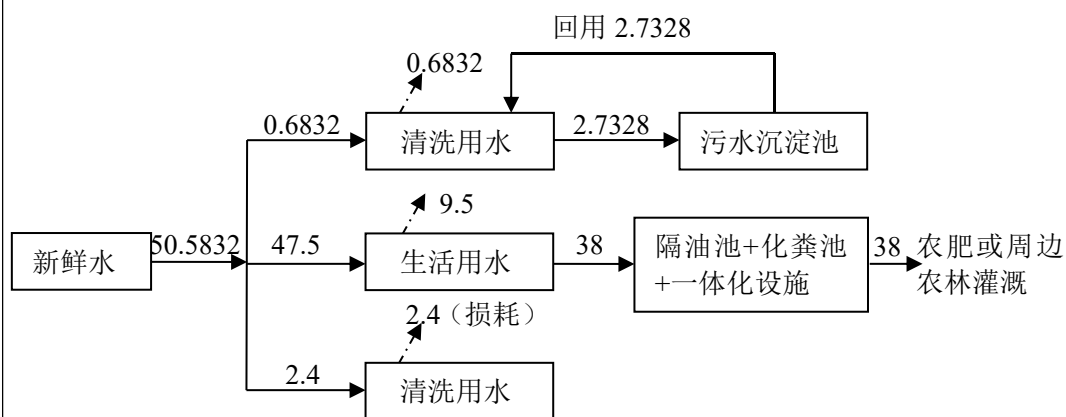 回用 2.7328
0.6832
0.6832
清洗用水
2.7328
污水沉淀池
9.5
新鲜水
50.5832
47.5
生活用水
38
隔油池+化粪池
+一体化设施
38
农肥或周边
农林灌溉
2.4（损耗）
2.4
清洗用水